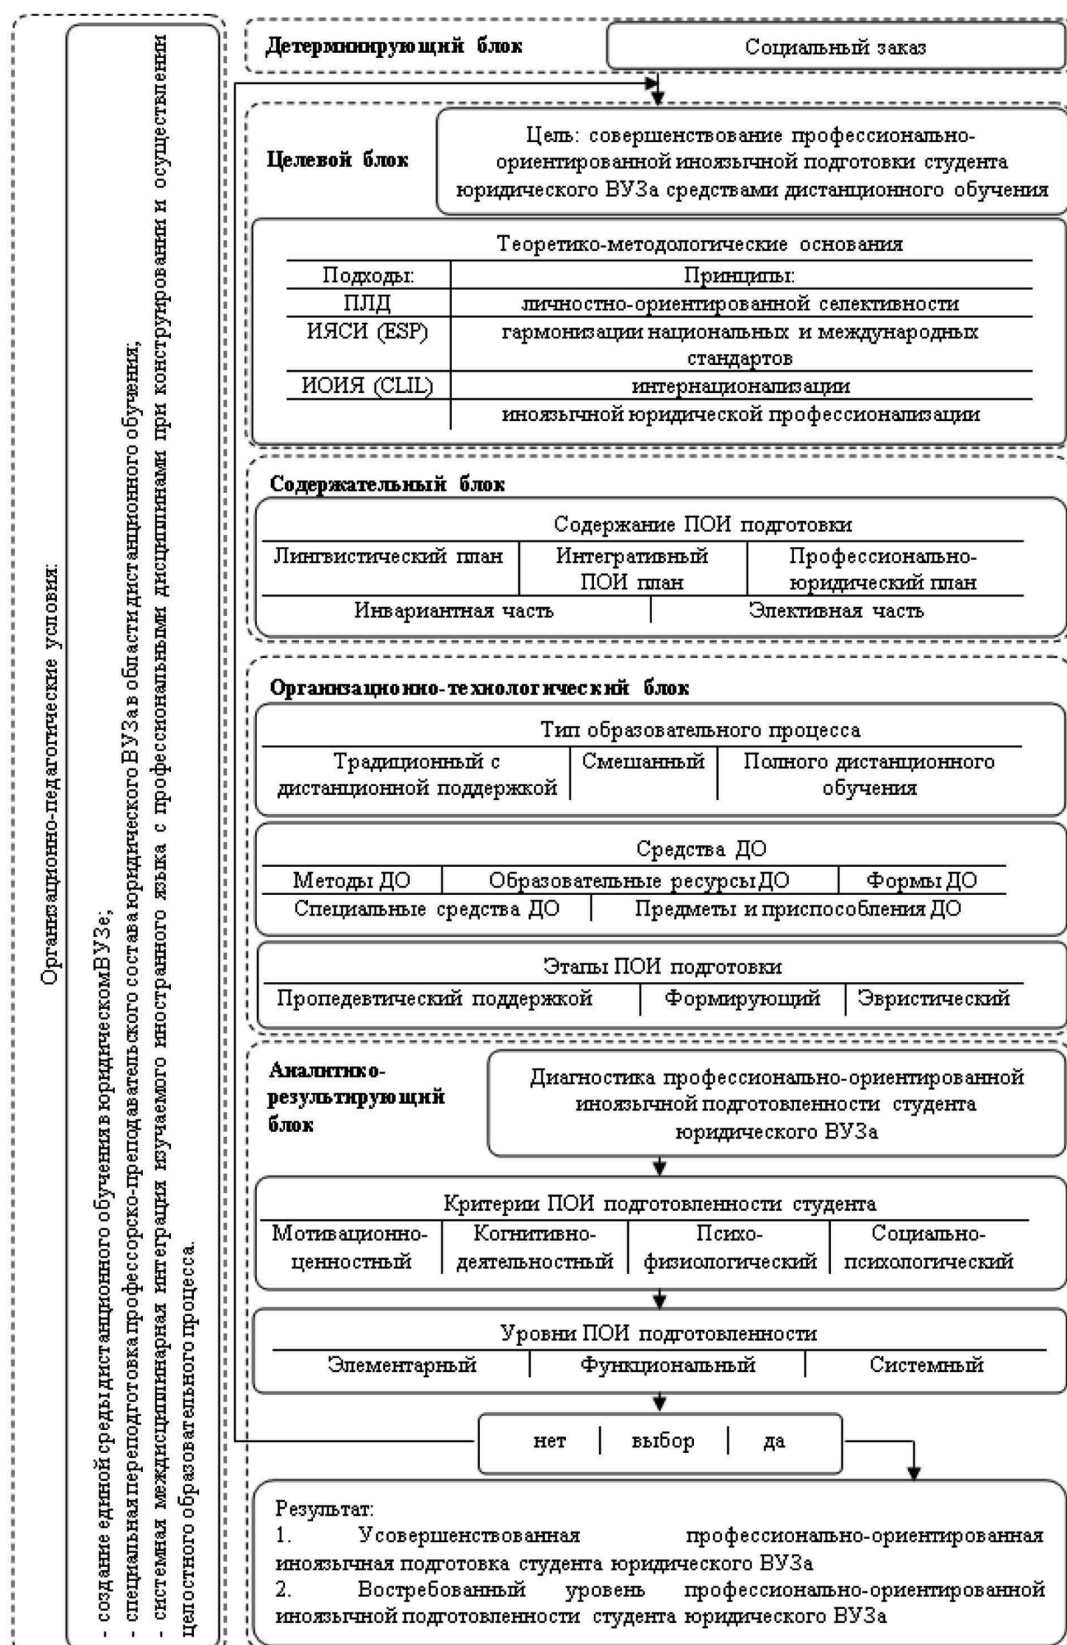 Организационно-педагогические условия:
- создание единой среды дистанционного обучения в юридическом ВУЗе;
- специальная переподготовка профессорско-преподавательского состава юридического ВУЗа в области дистанционного обучения;
- системная междисциплинарная интеграция изучаемого иностранного языка с профессиональными дисциплинами при конструировании и осуществлении
целостного образовательного процесса.
Детерминирующий блок
Социальный заказ
Целевой блок
Цель: совершенствование профессионально-
ориентированной иноязычной подготовки студента
юридического ВУЗа средствами дистанционного обучения
Теоретико-методологические основания
Подходы: Принципы:
ПЛД личностно-ориентированной селективности
ИЯСИ (ESP) гармонизации национальных и международных
стандартов
ИОИЯ (CLIL) интернационализации
иноязычной юридической профессионализации
Содержательный блок
Содержание ПОИ подготовки
Лингвистический план Интегративный Профессионально-
ПОИ план юридический план
Инвариантная часть Элективная часть
Организационно-технологический блок
Тип образовательного процесса
Традиционный с Смешанный Полного дистанционного
дистанционной поддержкой обучения
Средства ДО
Методы ДО Образовательные ресурсы ДО Формы ДО
Специальные средства ДО Предметы и приспособления ДО
Этапы ПОИ подготовки
Пропедевтический поддержкой Формирующий Эвристический
Аналитико-
результирующий
блок
Диагностика профессионально-ориентированной
иноязычной подготовленности студента
юридического ВУЗа
Критерии ПОИ подготовленности студента
Мотивационно- Когнитивно- Психо- Социально-
ценностный деятельностный физиологический психологический
Уровни ПОИ подготовленности
Элементарный Функциональный Системный
нет выбор да
Результат:
1. Усовершенствованная профессионально-ориентированная
иноязычная подготовка студента юридического ВУЗа
2. Востребованный уровень профессионально-ориентированной
иноязычной подготовленности студента юридического ВУЗа